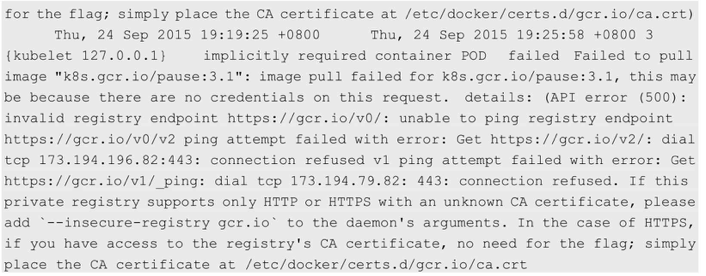 for the flag; simply place the CA certificate at /etc/docker/certs.d/gcr.io/ca.crt)
Thu, 24 Sep 2015 19:19:25 +0800 Thu, 24 Sep 2015 19:25:58 +0800 3
{kubelet 127.0.0.1} implicitly required container POD failed Failed to pull
image "k8s.gcr.io/pause:3.1": image pull failed for k8s.gcr.io/pause:3.1, this may
be because there are no credentials on this request. details: (API error (500):
invalid registry endpoint https://gcr.io/v0/: unable to ping registry endpoint
https://gcr.io/v0/v2 ping attempt failed with error: Get https://gcr.io/v2/: dial
tcp 173.194.196.82:443: connection refused v1 ping attempt failed with error: Get
https://gcr.io/v1/_ping: dial tcp 173.194.79.82: 443: connection refused. If this
private registry supports only HTTP or HTTPS with an unknown CA certificate, please
add `--insecure-registry gcr.io` to the daemon's arguments. In the case of HTTPS,
if you have access to the registry's CA certificate, no need for the flag; simply
place the CA certificate at /etc/docker/certs.d/gcr.io/ca.crt